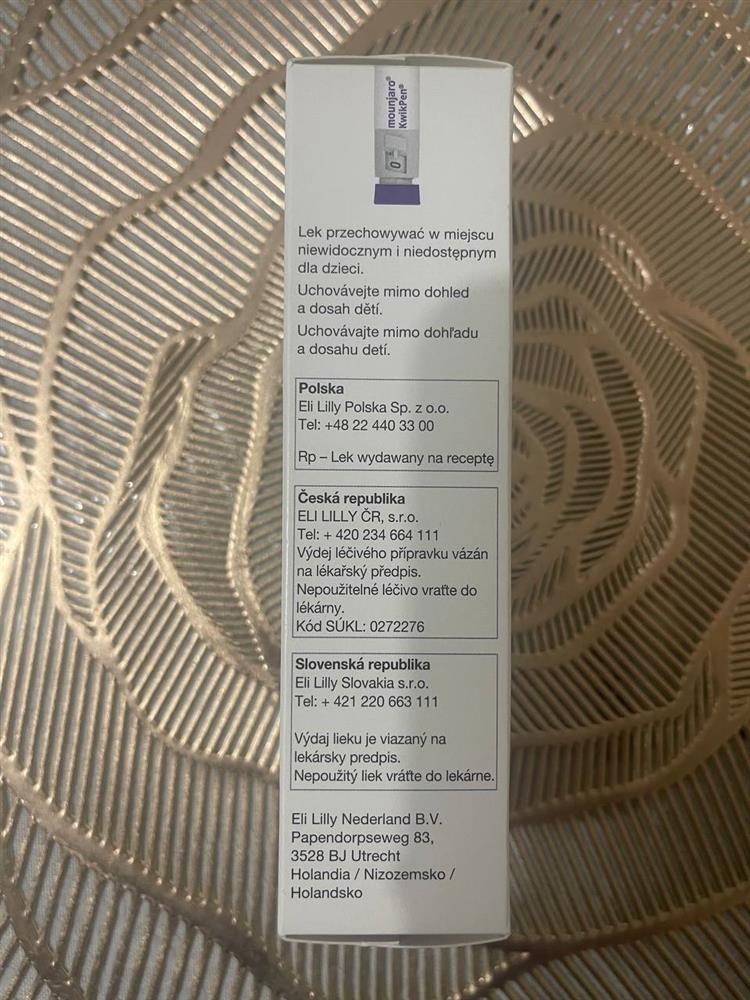 mounjaro®
KwikPen®
0
Lek przechowywać w miejscu
niewidocznym i niedostępnym
dla dzieci.
Uchovávejte mimo dohled
a dosah dětí.
Uchovávajte mimo dohľadu
a dosahu detí.
Polska
Eli Lilly Polska Sp. z o.o.
Tel: +48 22 440 33 00
Rp – Lek wydawany na receptę
Česká republika
ELI LILLY ČR, s.r.o.
Tel: + 420 234 664 111
Výdej léčivého přípravku vázán
na lékařský předpis.
Nepoužitelné léčivo vraťte do
lékárny.
Kód SÚKL: 0272276
Slovenská republika
Eli Lilly Slovakia s.r.o.
Tel: + 421 220 663 111
Výdaj lieku je viazaný na
lekársky predpis.
Nepoužitý liek vráťte do lekárne.
Eli Lilly Nederland B.V.
Papendorpseweg 83,
3528 BJ Utrecht
Holandia / Nizozemsko /
Holandsko